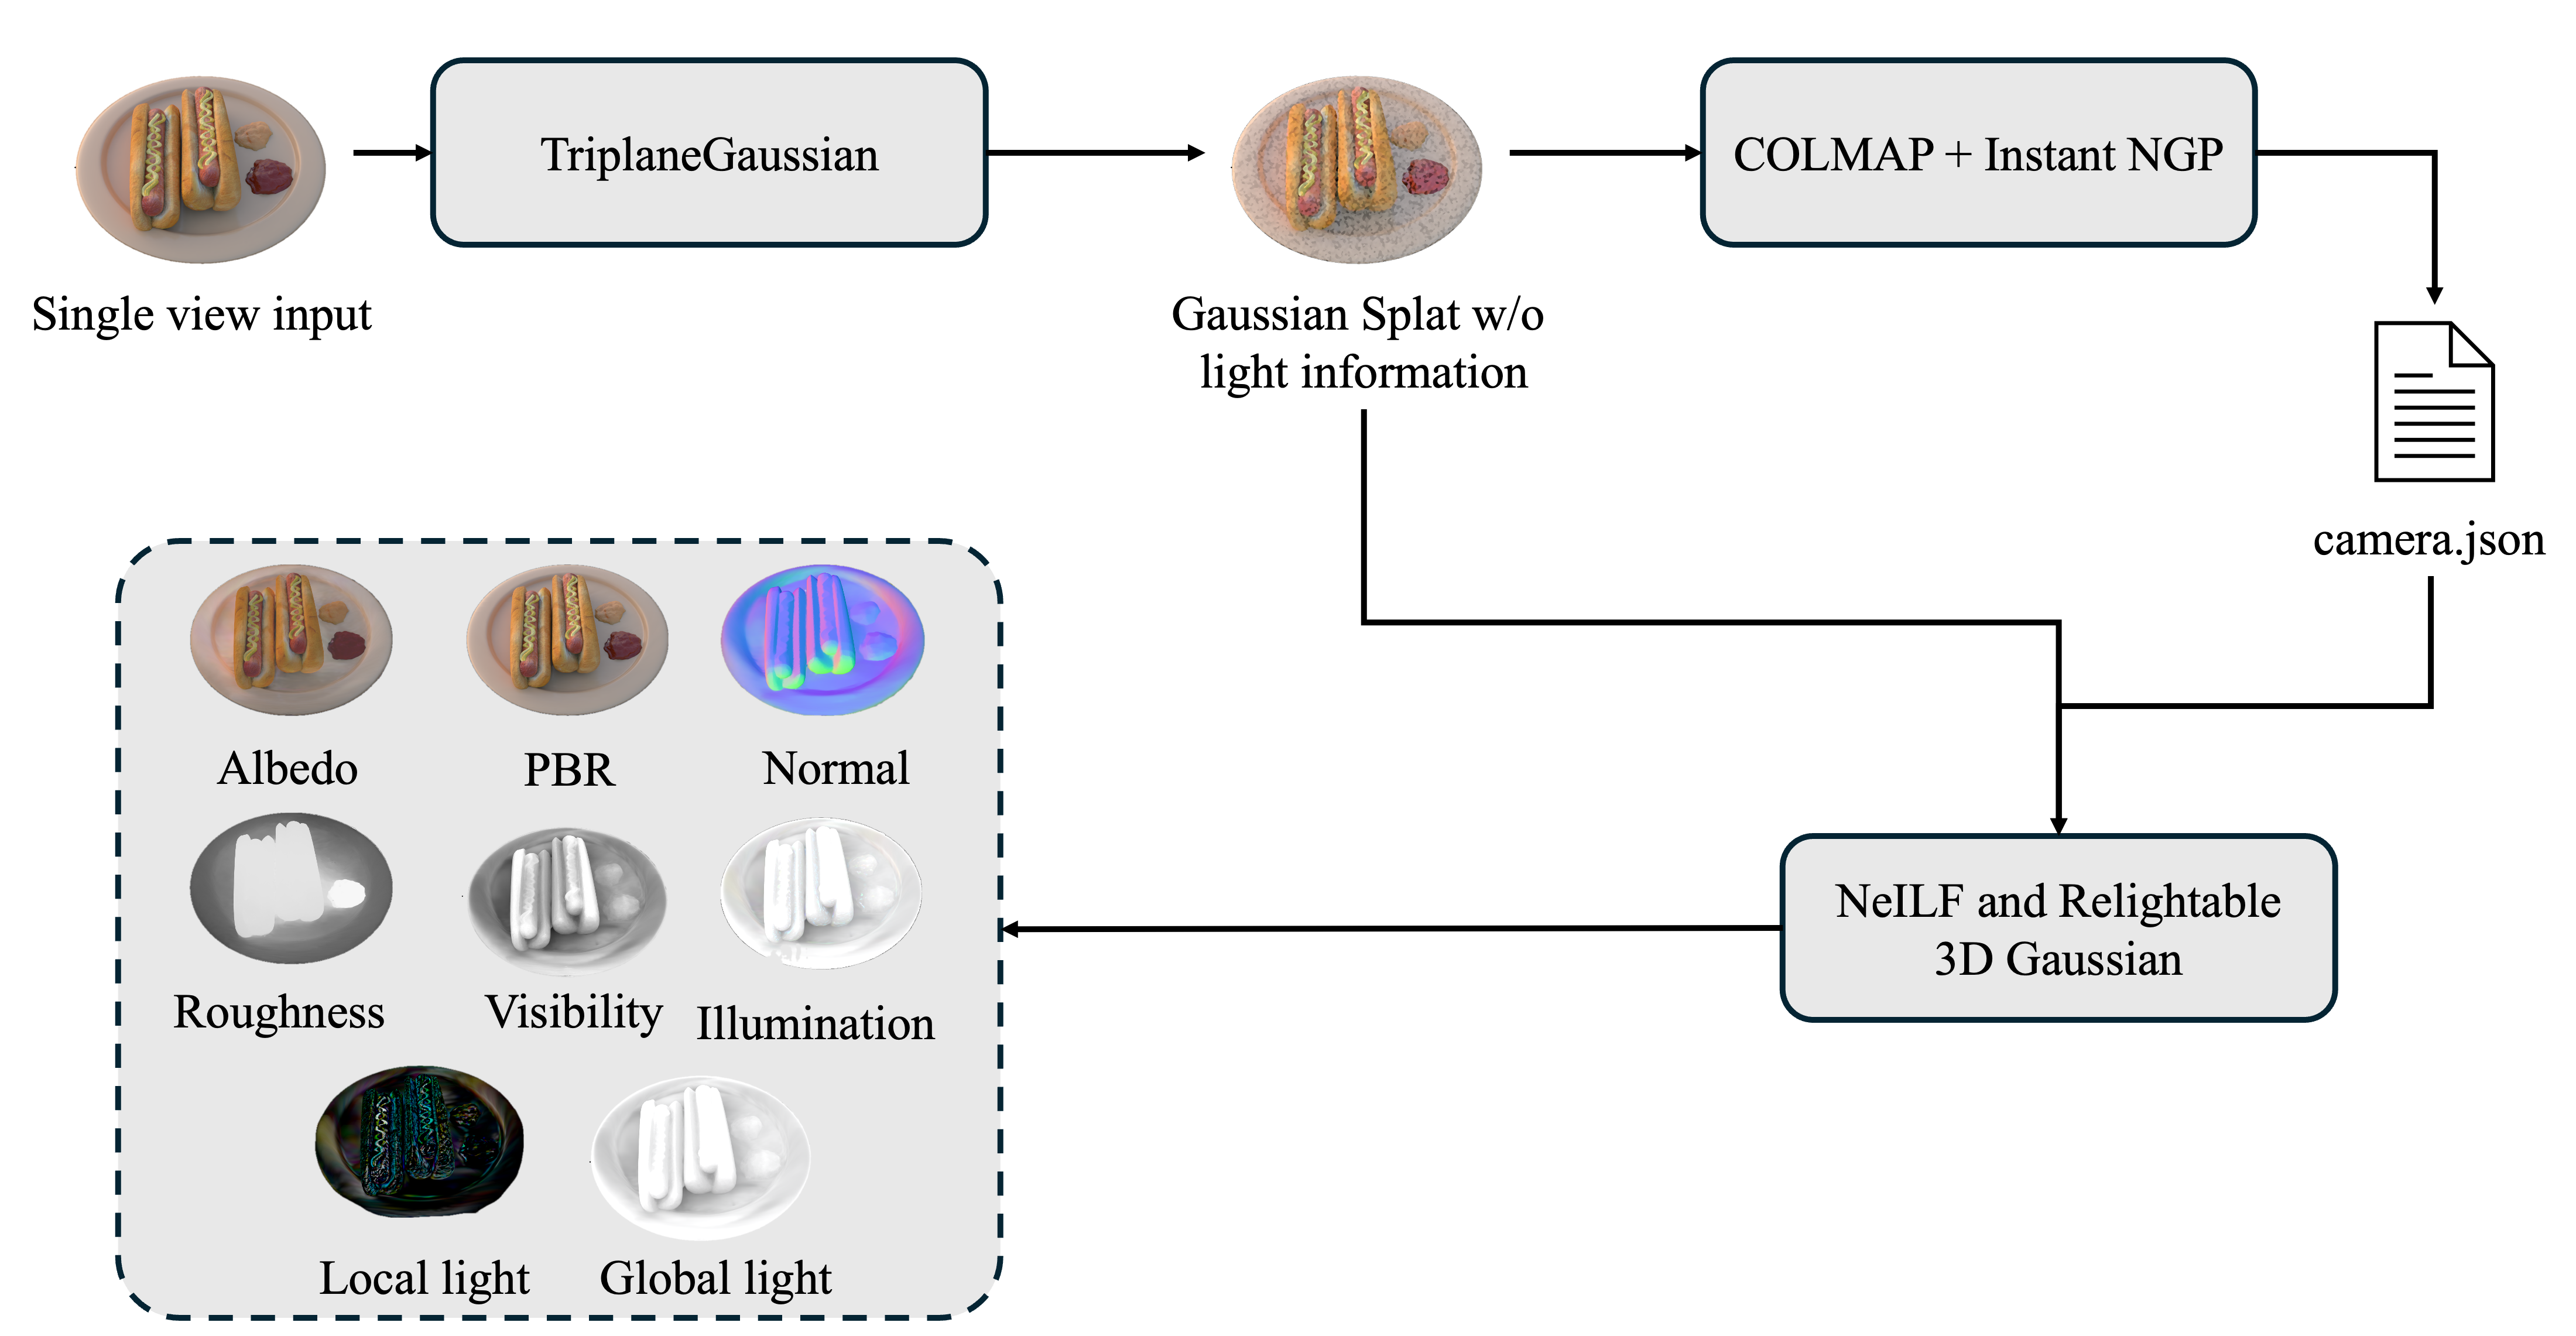 Single view input
TriplaneGaussian
Gaussian Splat w/o
light information
COLMAP + Instant NGP
camera.json
NeILF and Relightable
3D Gaussian
Albedo
PBR
Normal
Roughness
Visibility
Illumination
Local light
Global light